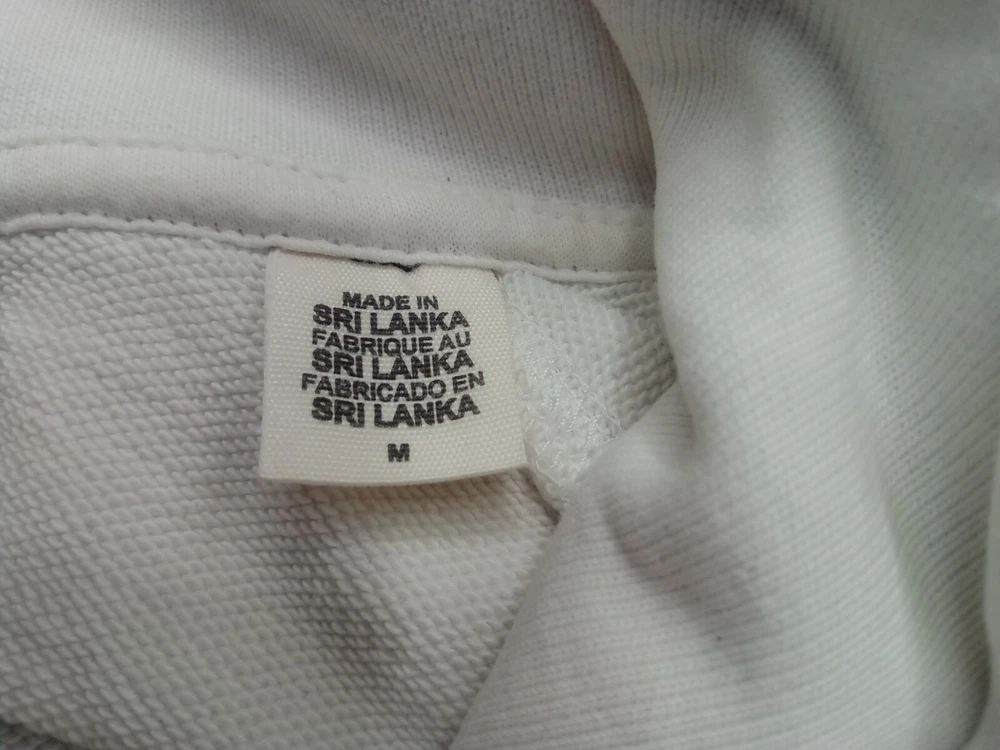 MADE IN
SRI LANKA
FABRIQUE AU
SRI LANKA
FABRICADO EN
SRI LANKA
M